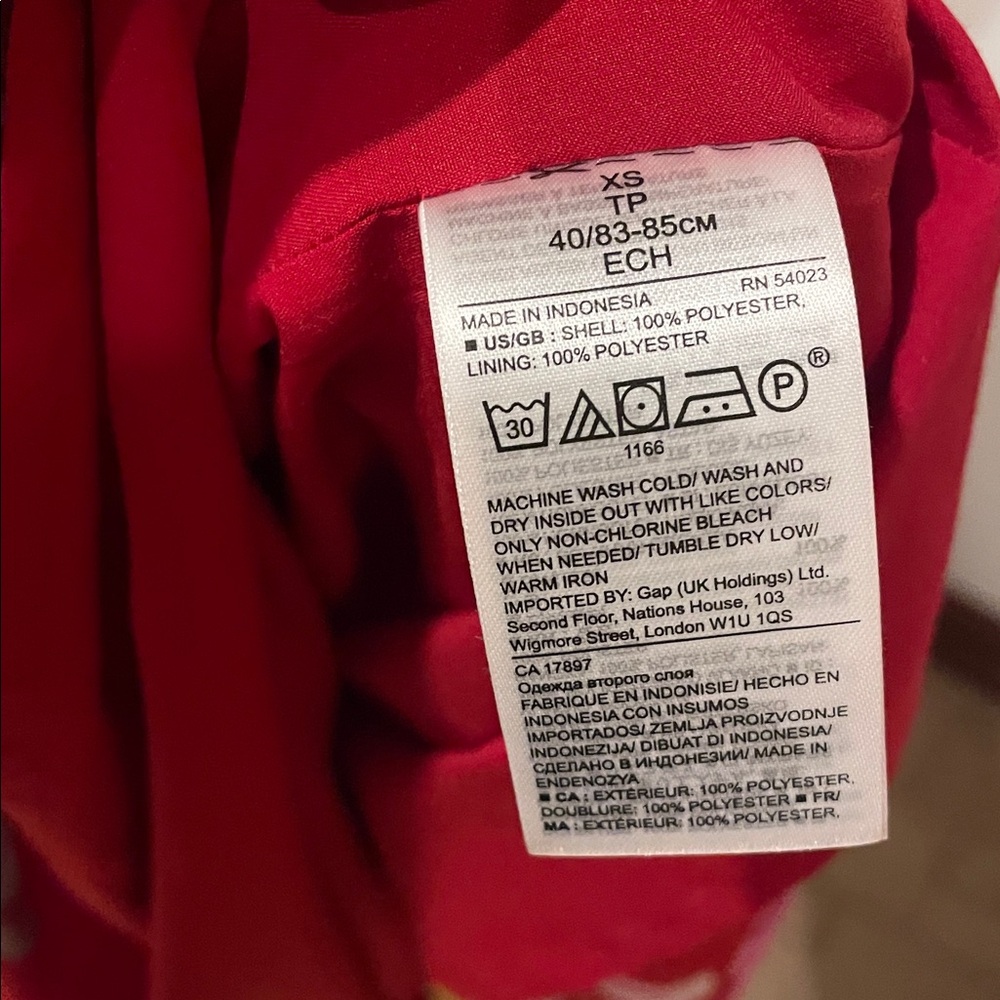 XS
TP
40/83-85см
ECH
RN 54023
MADE IN INDONESIA
■ US/GB : SHELL: 100% POLYESTER,
LINING: 100% POLYESTER
30 P ®
1166
MACHINE WASH COLD/ WASH AND
DRY INSIDE OUT WITH LIKE COLORS/
ONLY NON-CHLORINE BLEACH
WHEN NEEDED/ TUMBLE DRY LOW/
WARM IRON
IMPORTED BY: Gap (UK Holdings) Ltd.
Second Floor, Nations House, 103
Wigmore Street, London W1U 1QS
CA 17897
Одежда второго слоя
FABRIQUE EN INDONISIE/ HECHO EN
INDONESIA CON INSUMOS
IMPORTADOS/ ZEMLJA PROIZVODNJE
INDONEZIJA/ DIBUAT DI INDONESIA/
СДЕЛАНО В ИНДОНЕЗИИ/ MADE IN
ENDENOZYA
■ CA : EXTÉRIEUR: 100% POLYESTER,
DOUBLURE: 100% POLYESTER ■ FR/
MA : EXTÉRIEUR: 100% POLYESTER,